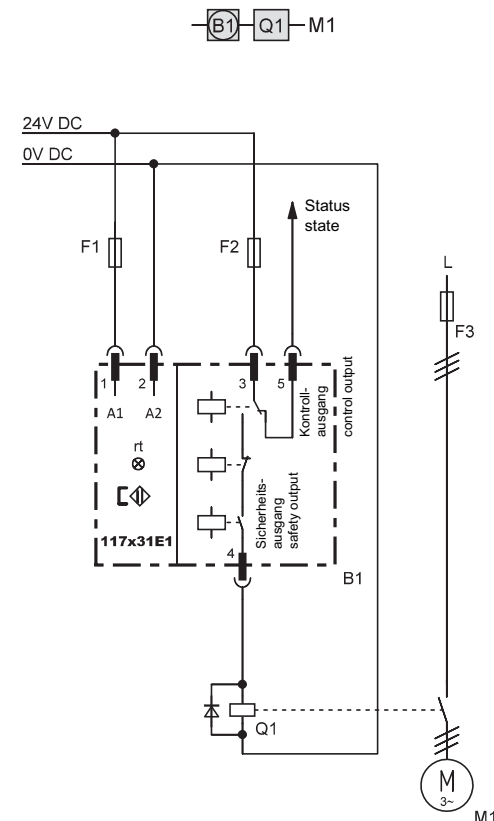 B1 Q1 M1
24V DC
0V DC
Status
state
F1
F2
L
F3
1
2
3
5
A1
A2
Kontroll-
ausgang
control output
rt
Sicherheits-
ausgang
safety output
117x31E1
4
B1
Q1
M
3~
M1